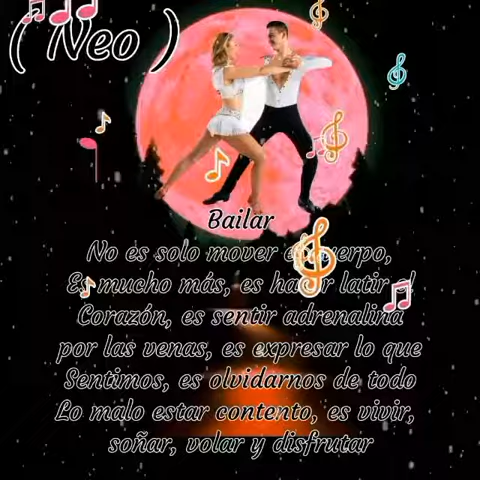 ( Neo )
Bailar
No es solo mover el cuerpo,
Es mucho más, es hacer latir el
Corazón, es sentir adrenalina
por las venas, es expresar lo que
Sentimos, es olvidarnos de todo
Lo malo estar contento, es vivir,
soñar, volar y disfrutar